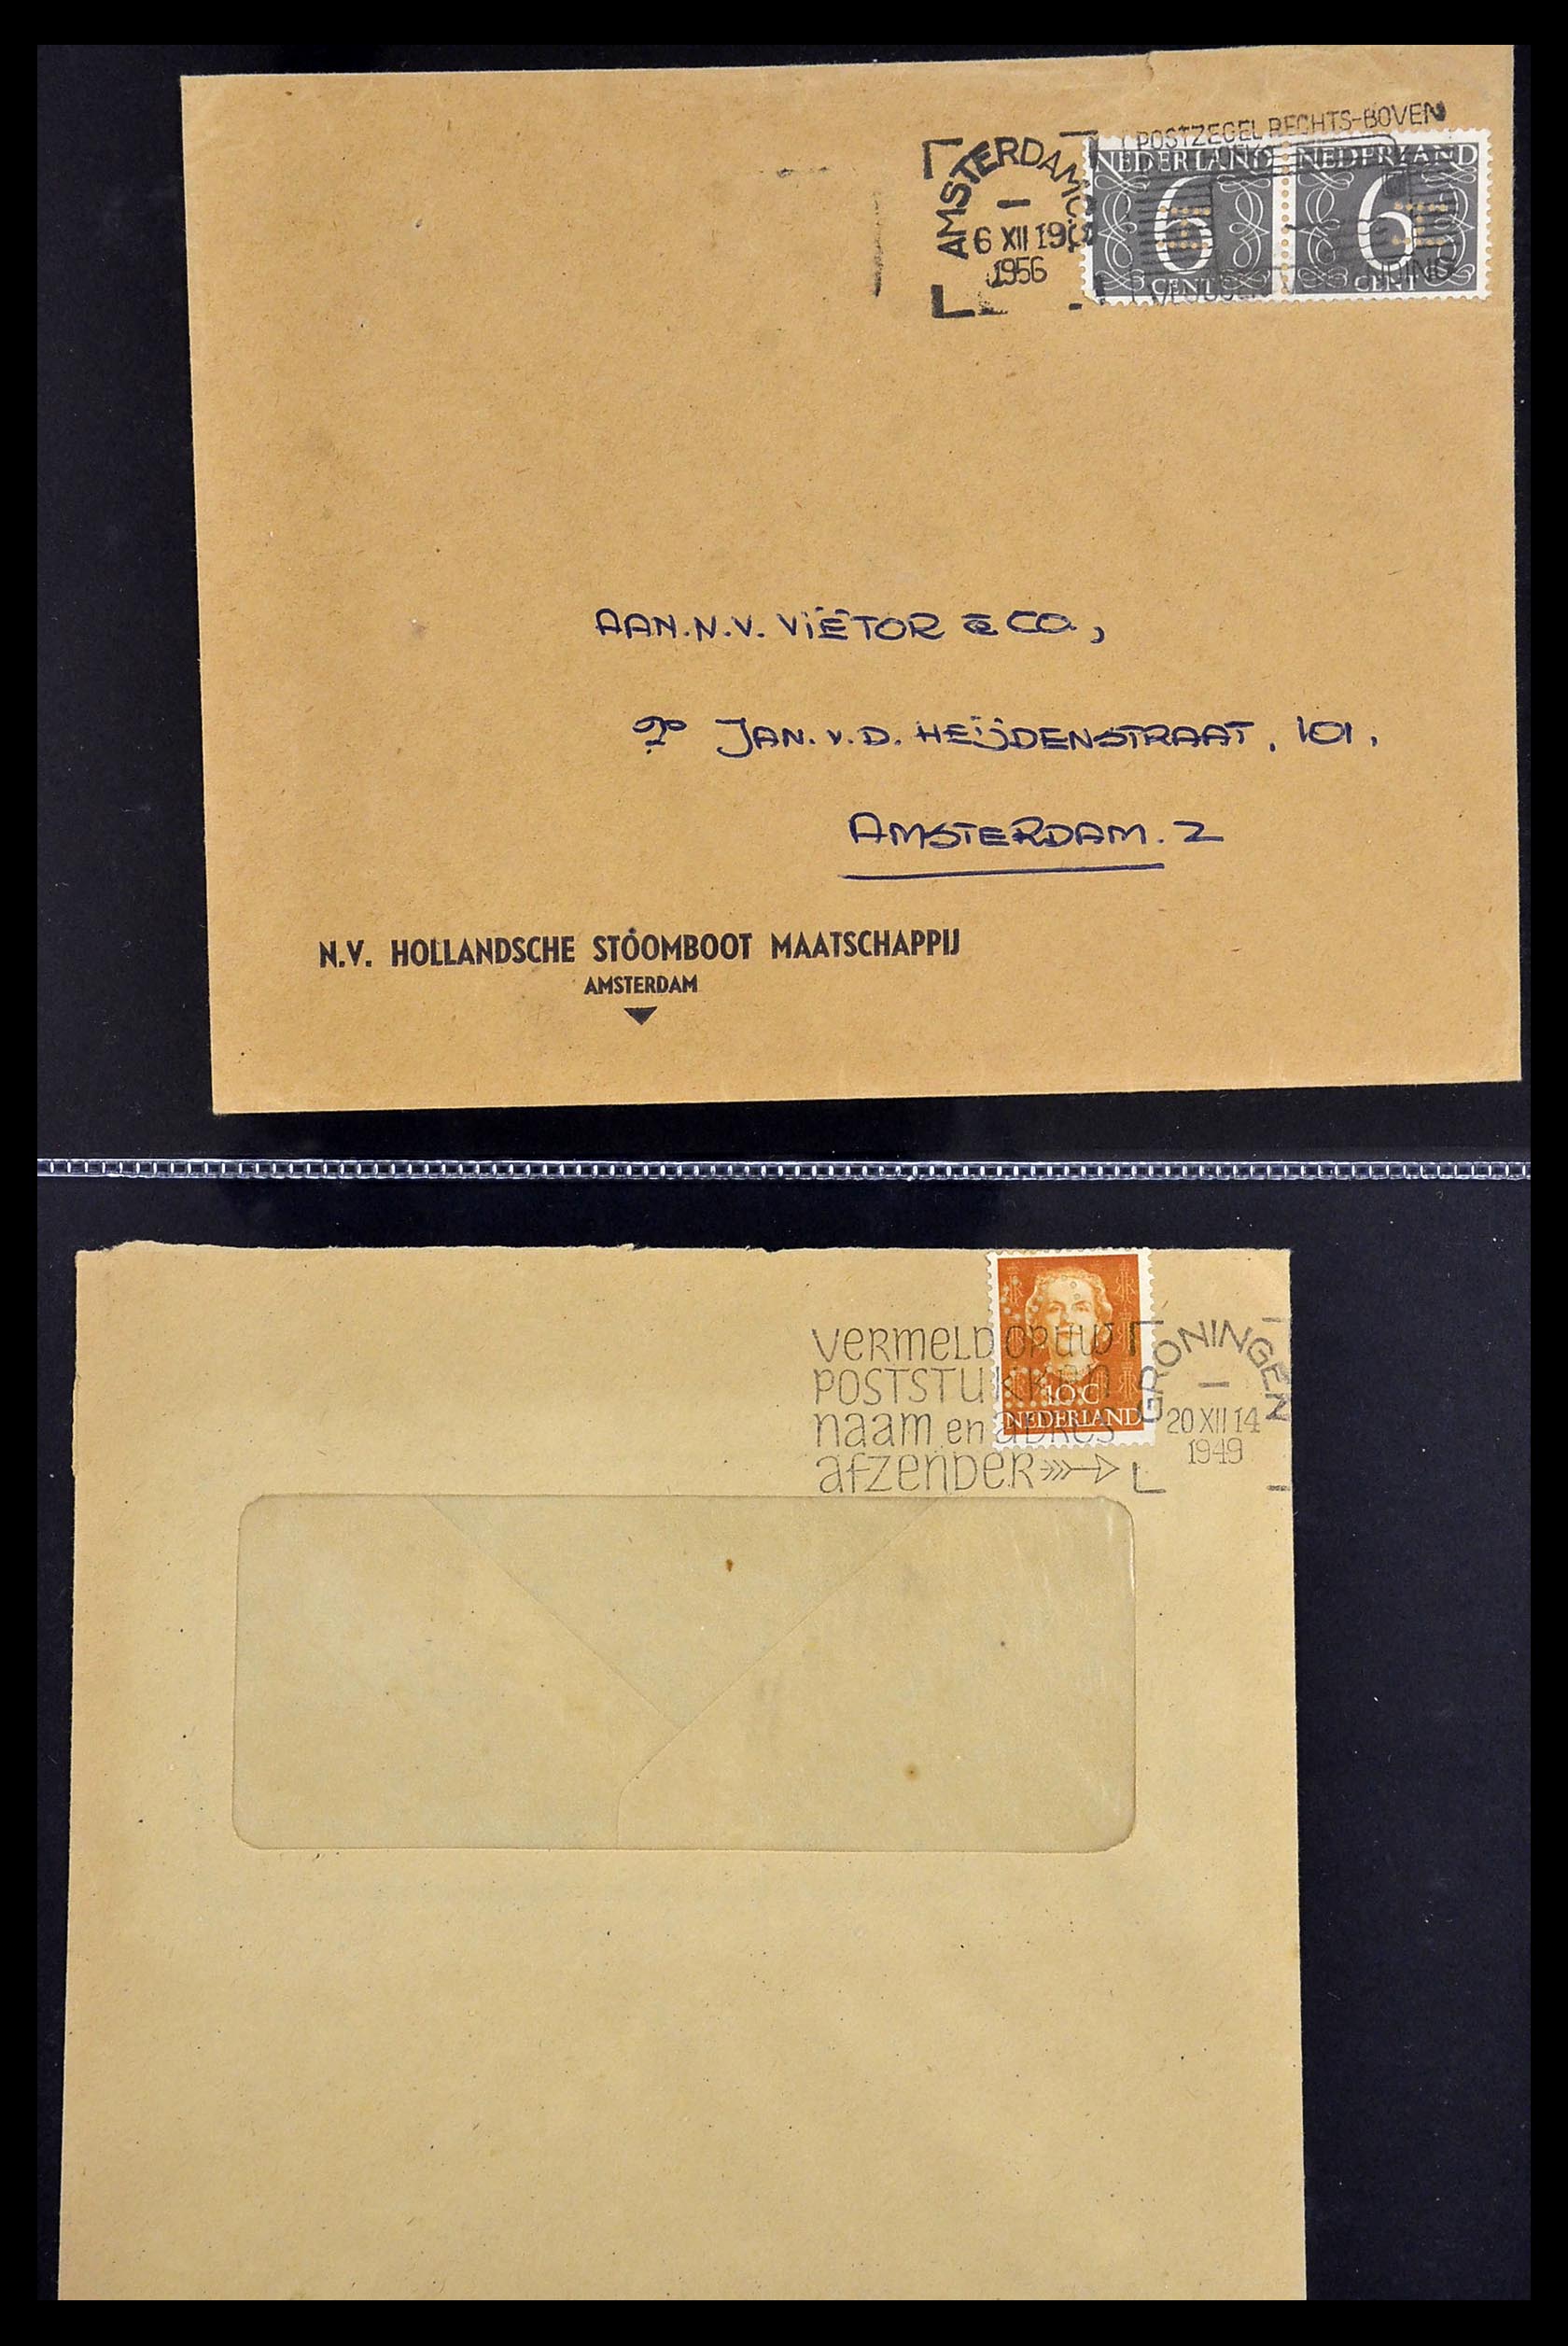 POSTZEGEL RECHTS-BOVEN
AMSTERDAM
6 XII 19
1956
NEDERLAND NEDERLAND
6 6
CENT CENT
AAN. N.V. VIËTOR & CO.,
JAN. V. D. HEIJDENSTRAAT, 101,
AMSTERDAM. 2
N.V. HOLLANDSCHE STOOMBOOT MAATSCHAPPIJ
AMSTERDAM
VERMELD OP UW
POSTSTUKKEN
naam en adres
afzender
10 C
NEDERLAND
GRONINGEN
20 XII 14
1949